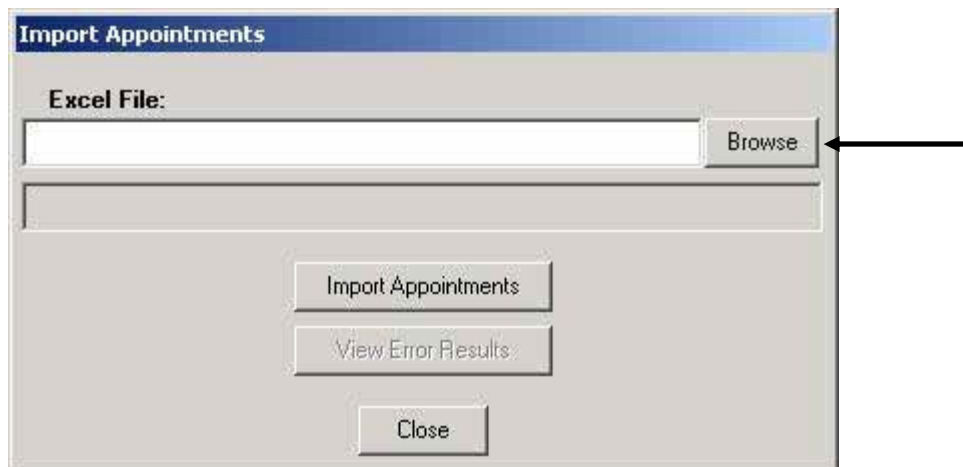 Import Appointments
Excel File:
Browse
Import Appointments
View Error Results
Close